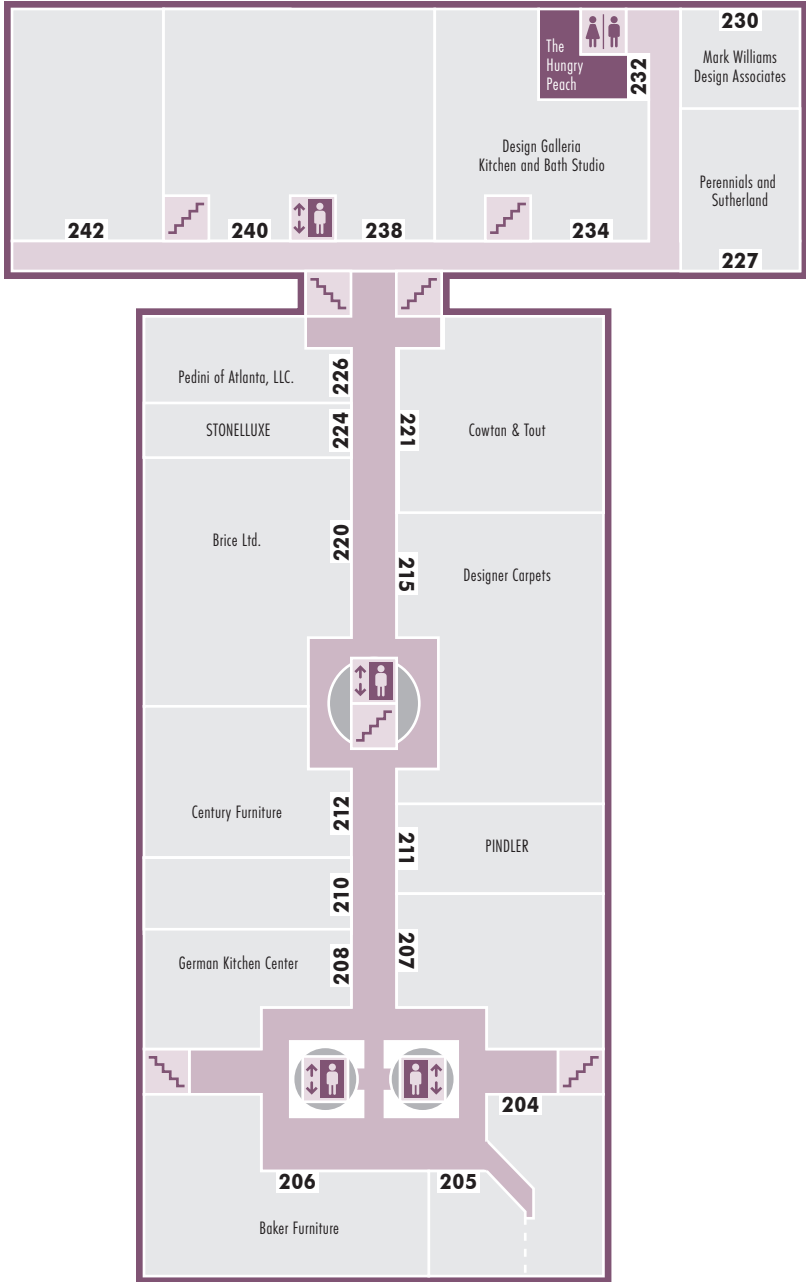 230
Mark Williams
Design Associates
The
Hungry
Peach
232
Design Galleria
Kitchen and Bath Studio
Perennials and
Sutherland
242
240
238
234
227
Pedini of Atlanta, LLC.
226
STONELLUXE
224
221
Cowtan & Tout
Brice Ltd.
220
215
Designer Carpets
Century Furniture
212
211
PINDLER
210
German Kitchen Center
208
207
204
206
205
Baker Furniture